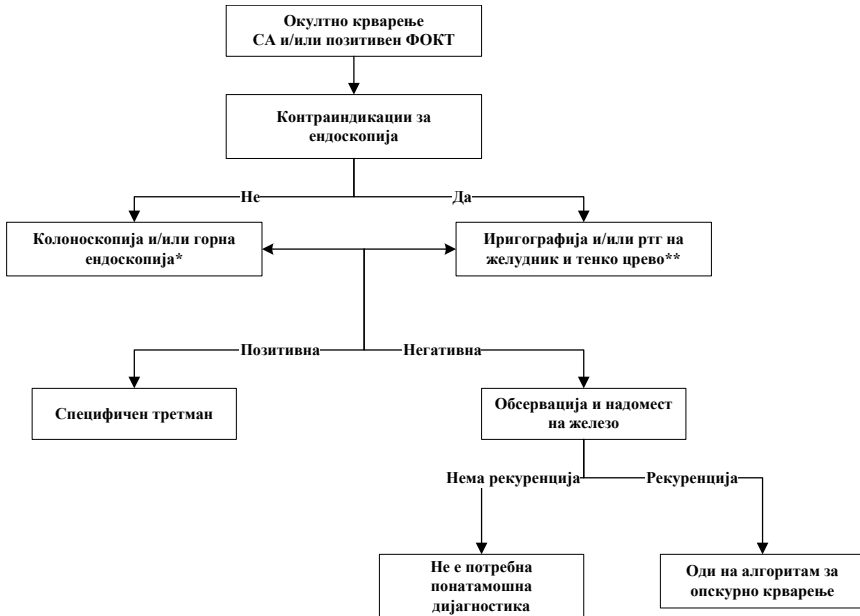 Окултно крварење
СА и/или позитивен ФОКТ
Контраиндикации за
ендоскопија
Не
Да
Колоноскопија и/или горна
ендоскопија*
Иригографија и/или ртг на
желудник и тенко црево**
Позитивна
Негативна
Специфичен третман
Обсервација и надомест
на железо
Нема рекуренција
Рекуренција
Не е потребна
понатамошна
дијагностика
Оди на алгоритам за
опскурно крварење